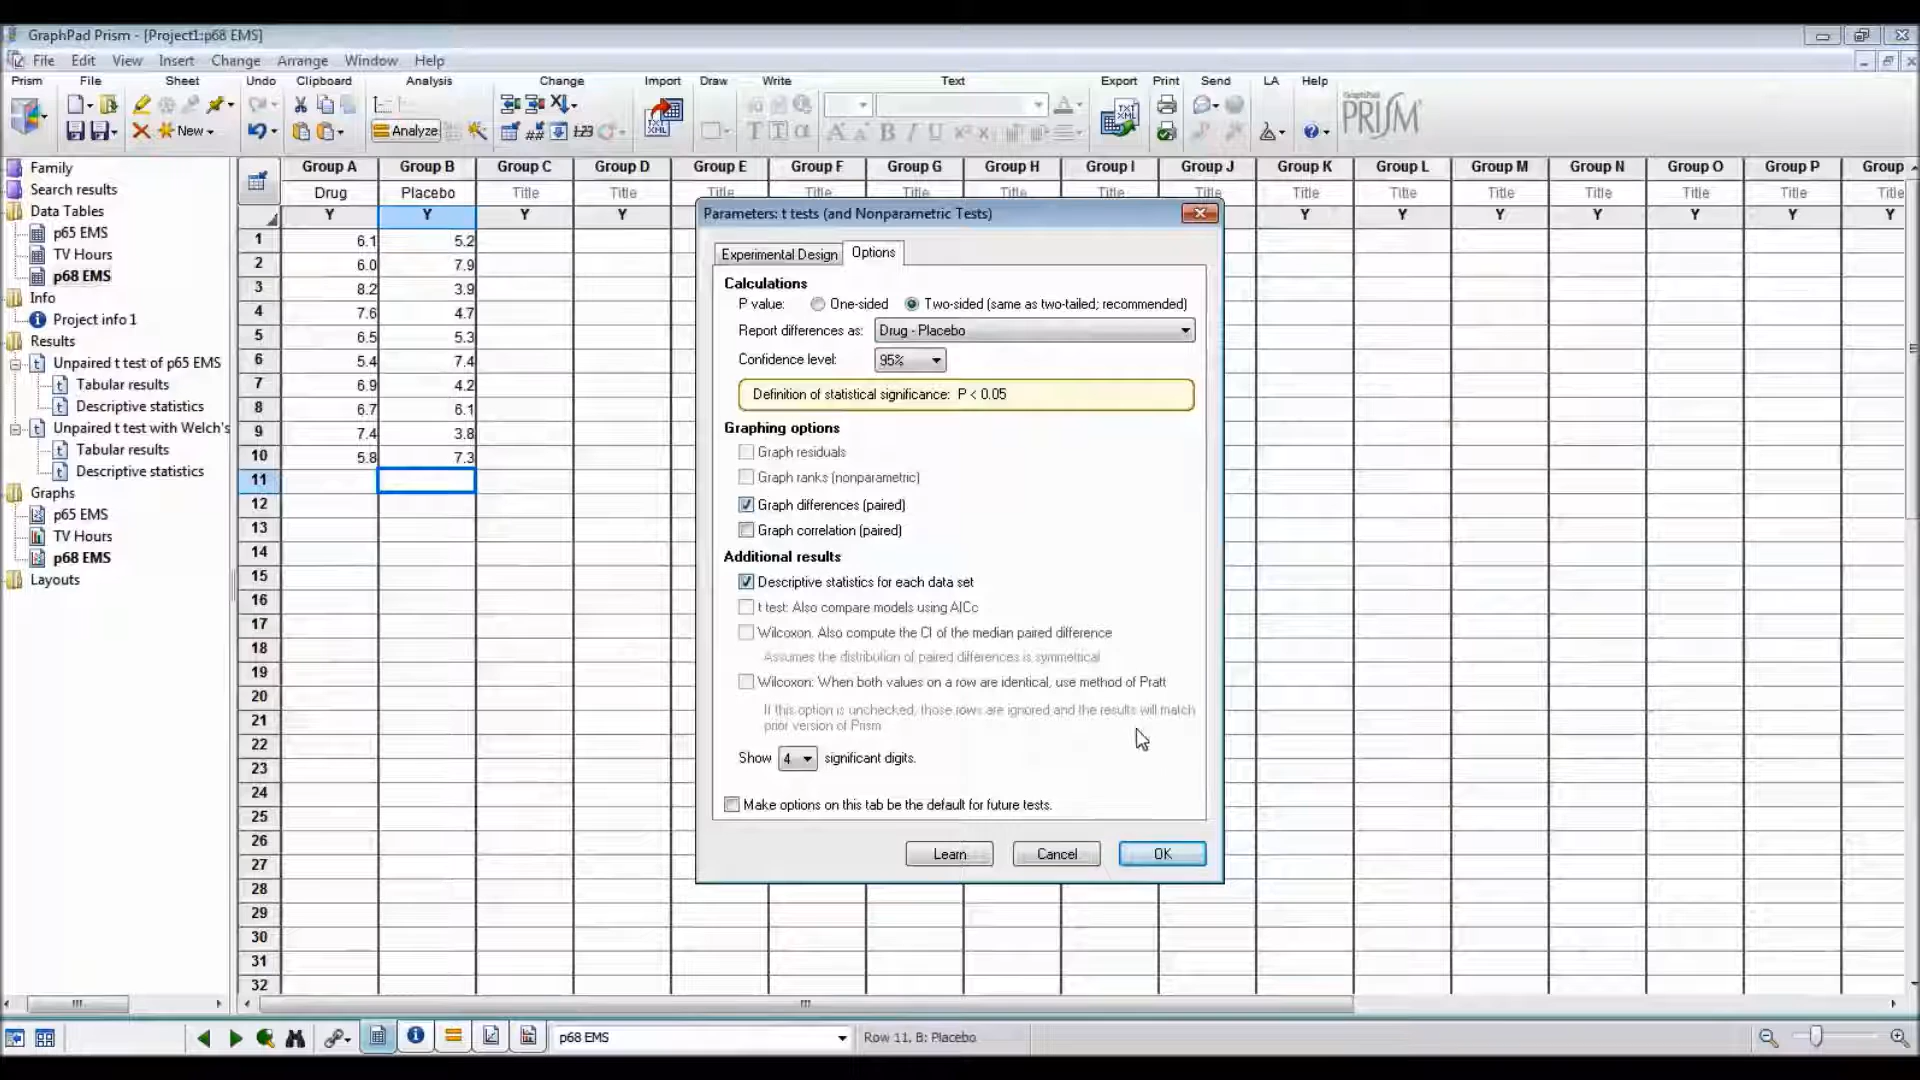 GraphPad Prism - [Project1:p68 EMS]
File Edit View Insert Change Arrange Window Help
Prism File Sheet Undo Clipboard Analysis Change Import Draw Write Text Export Print Send LA Help
New Analyze
GraphPad PRISM
Family
Search results
Data Tables
p65 EMS
TV Hours
p68 EMS
Info
Project info 1
Results
Unpaired t test of p65 EMS
Tabular results
Descriptive statistics
Unpaired t test with Welch's
Tabular results
Descriptive statistics
Graphs
p65 EMS
TV Hours
p68 EMS
Layouts
Group A Group B Group C Group D Group E Group F Group G Group H Group I Group J Group K Group L Group M Group N Group O Group P Group
Drug Placebo Title Title Title Title Title Title Title Title Title Title Title Title Title Title Title
Y Y Y Y Y Y Y Y Y Y Y
1 6.1 5.2
2 6.0 7.9
3 8.2 3.9
4 7.6 4.7
5 6.5 5.3
6 5.4 7.4
7 6.9 4.2
8 6.7 6.1
9 7.4 3.8
10 5.8 7.3
11
12
13
14
15
16
17
18
19
20
21
22
23
24
25
26
27
28
29
30
31
32
Parameters: t tests (and Nonparametric Tests)
Experimental Design Options
Calculations
P value: One-sided Two-sided (same as two-tailed; recommended)
Report differences as: Drug - Placebo
Confidence level: 95%
Definition of statistical significance: P < 0.05
Graphing options
Graph residuals
Graph ranks (nonparametric)
Graph differences (paired)
Graph correlation (paired)
Additional results
Descriptive statistics for each data set
t test: Also compare models using AICc
Wilcoxon: Also compute the CI of the median paired difference
Assumes the distribution of paired differences is symmetrical
Wilcoxon: When both values on a row are identical, use method of Pratt
If this option is unchecked, those rows are ignored and the results will match
prior version of Prism
Show 4 significant digits.
Make options on this tab be the default for future tests.
Learn Cancel OK
p68 EMS Row 11, B: Placebo